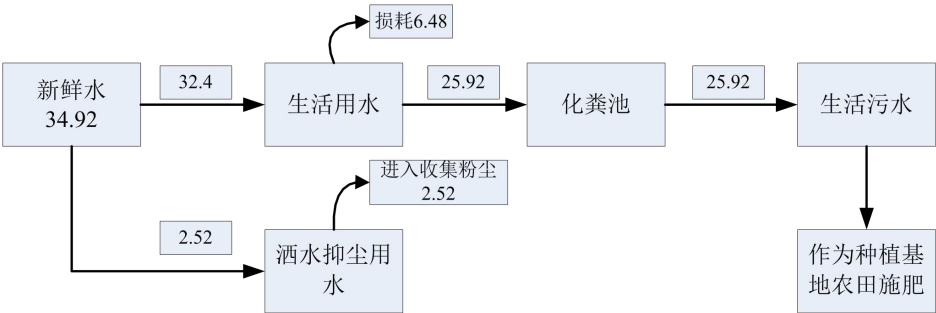 损耗6.48
新鲜水
34.92
32.4
生活用水
25.92
化粪池
25.92
生活污水
进入收集粉尘
2.52
2.52
洒水抑尘用
水
作为种植基
地农田施肥